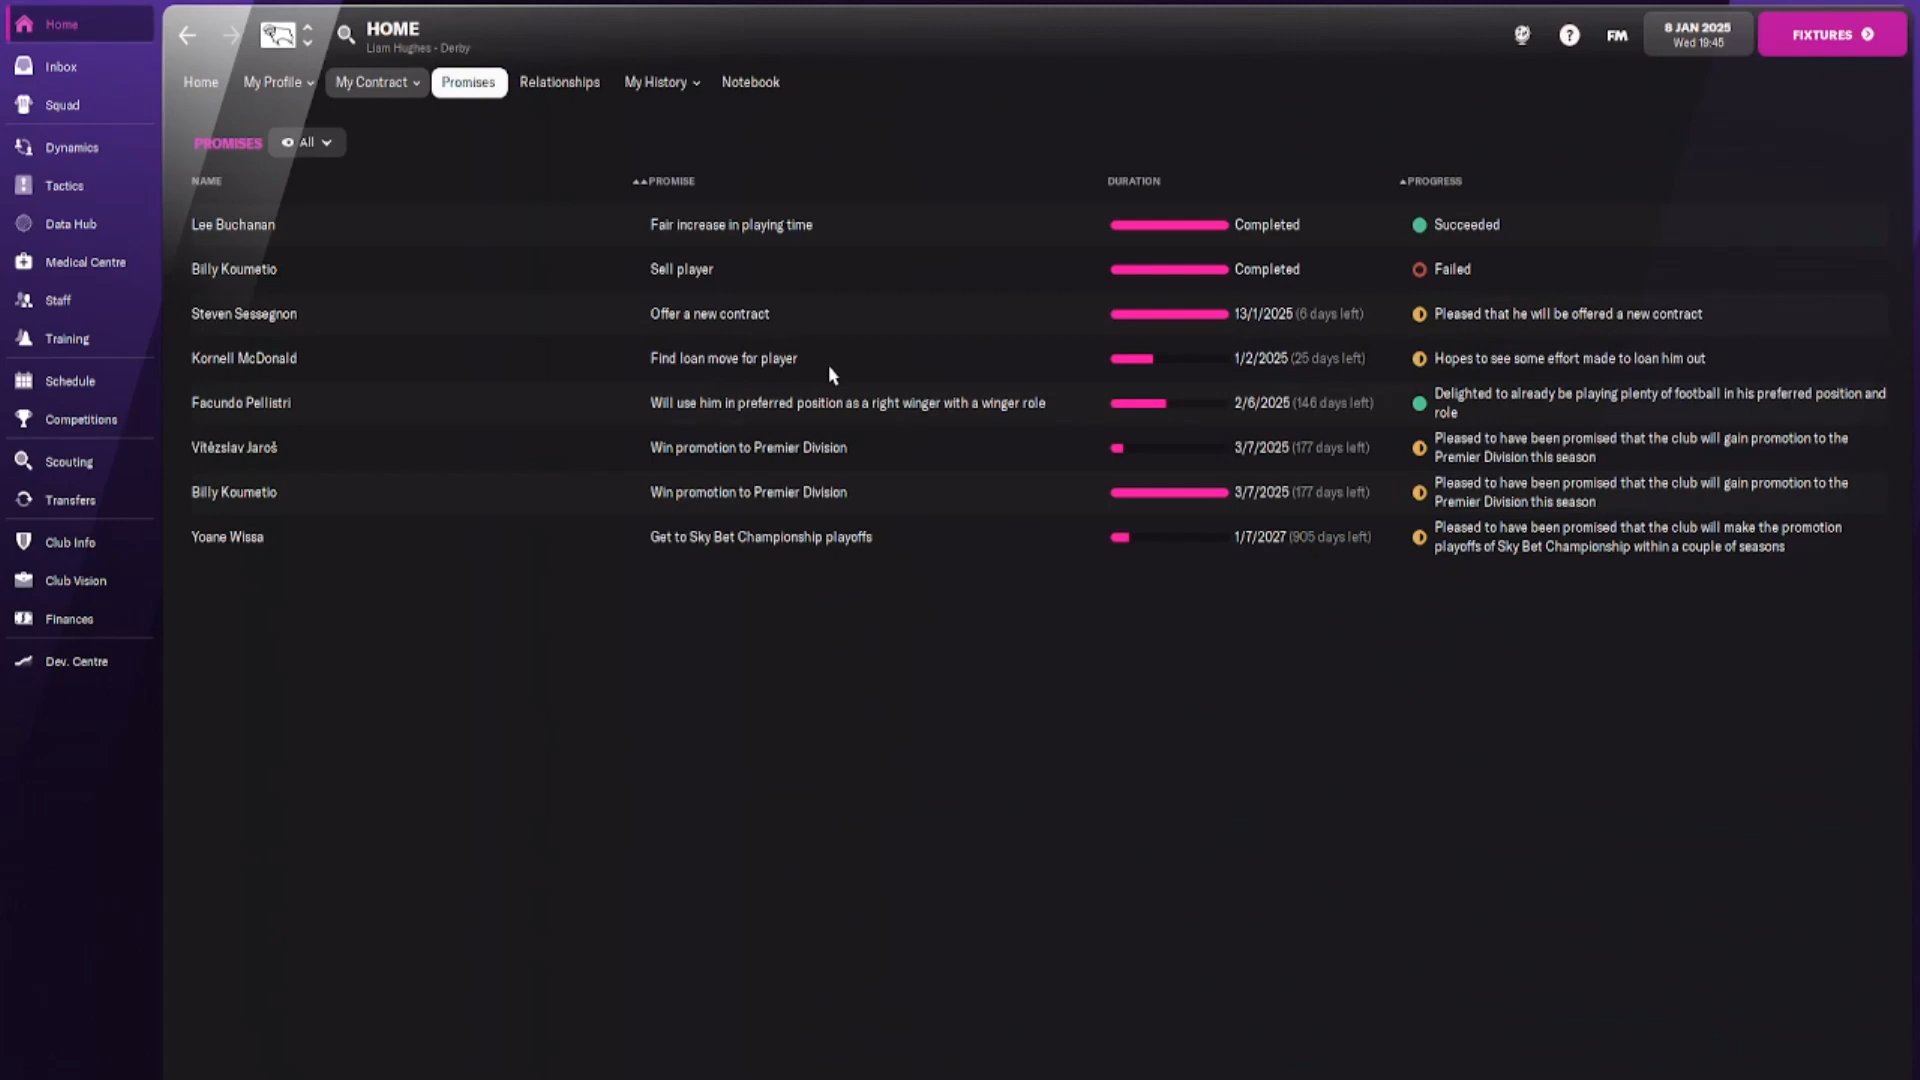 Home
Inbox
Squad
Dynamics
Tactics
Data Hub
Medical Centre
Staff
Training
Schedule
Competitions
Scouting
Transfers
Club Info
Club Vision
Finances
Dev. Centre
HOME
Liam Hughes - Derby
FM
8 JAN 2025
Wed 19:45
FIXTURES
Home My Profile My Contract Promises Relationships My History Notebook
PROMISES All
NAME PROMISE DURATION PROGRESS
Lee Buchanan Fair increase in playing time Completed Succeeded
Billy Koumetio Sell player Completed Failed
Steven Sessegnon Offer a new contract 13/1/2025 (6 days left) Pleased that he will be offered a new contract
Kornell McDonald Find loan move for player 1/2/2025 (25 days left) Hopes to see some effort made to loan him out
Facundo Pellistri Will use him in preferred position as a right winger with a winger role 2/6/2025 (146 days left) Delighted to already be playing plenty of football in his preferred position and
role
Vítězslav Jaroš Win promotion to Premier Division 3/7/2025 (177 days left) Pleased to have been promised that the club will gain promotion to the
Premier Division this season
Billy Koumetio Win promotion to Premier Division 3/7/2025 (177 days left) Pleased to have been promised that the club will gain promotion to the
Premier Division this season
Yoane Wissa Get to Sky Bet Championship playoffs 1/7/2027 (905 days left) Pleased to have been promised that the club will make the promotion
playoffs of Sky Bet Championship within a couple of seasons